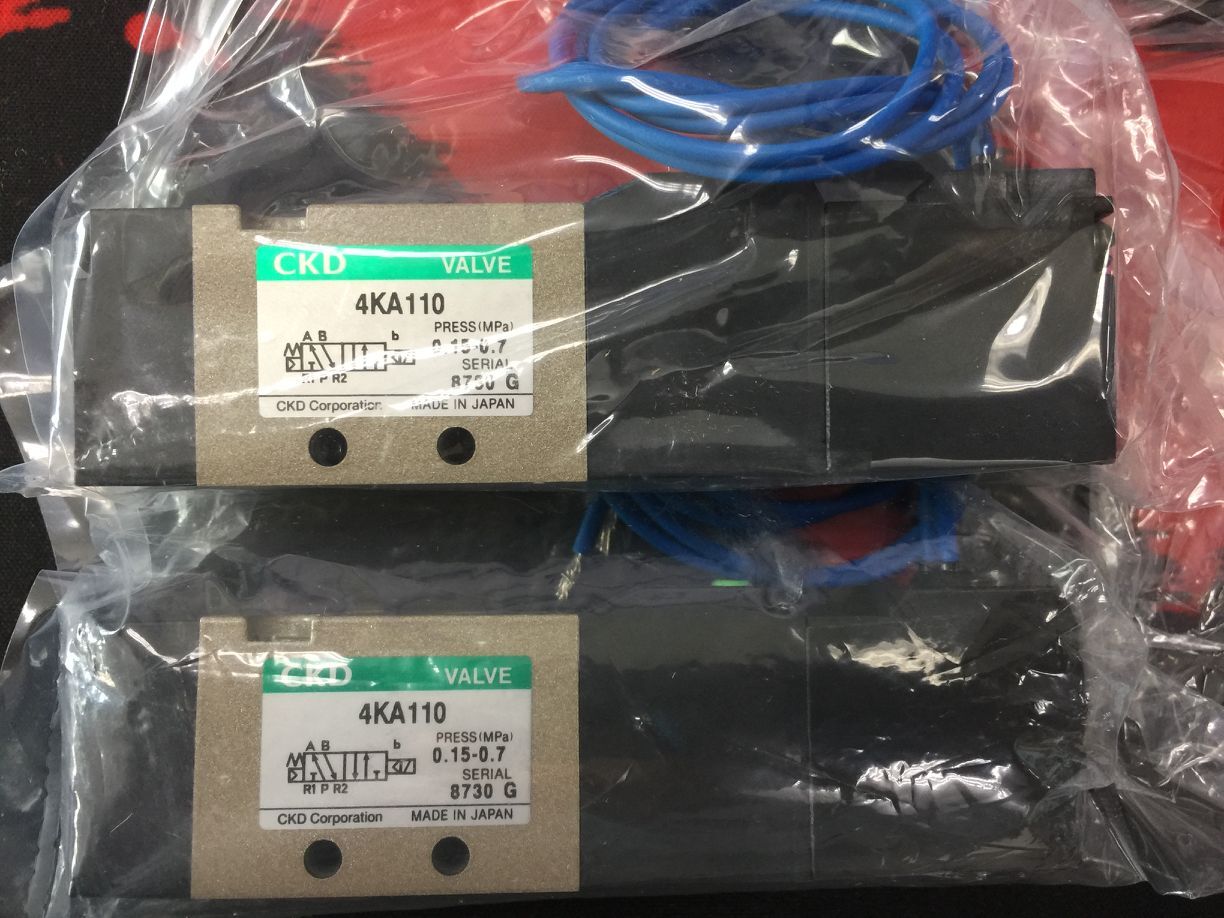 CKD VALVE
4KA110
A B b
PRESS(MPa)
0.15-0.7
SERIAL
R1 P R2
8730 G
CKD Corporation MADE IN JAPAN
CKD VALVE
4KA110
A B b
PRESS(MPa)
0.15-0.7
SERIAL
R1 P R2
8730 G
CKD Corporation MADE IN JAPAN